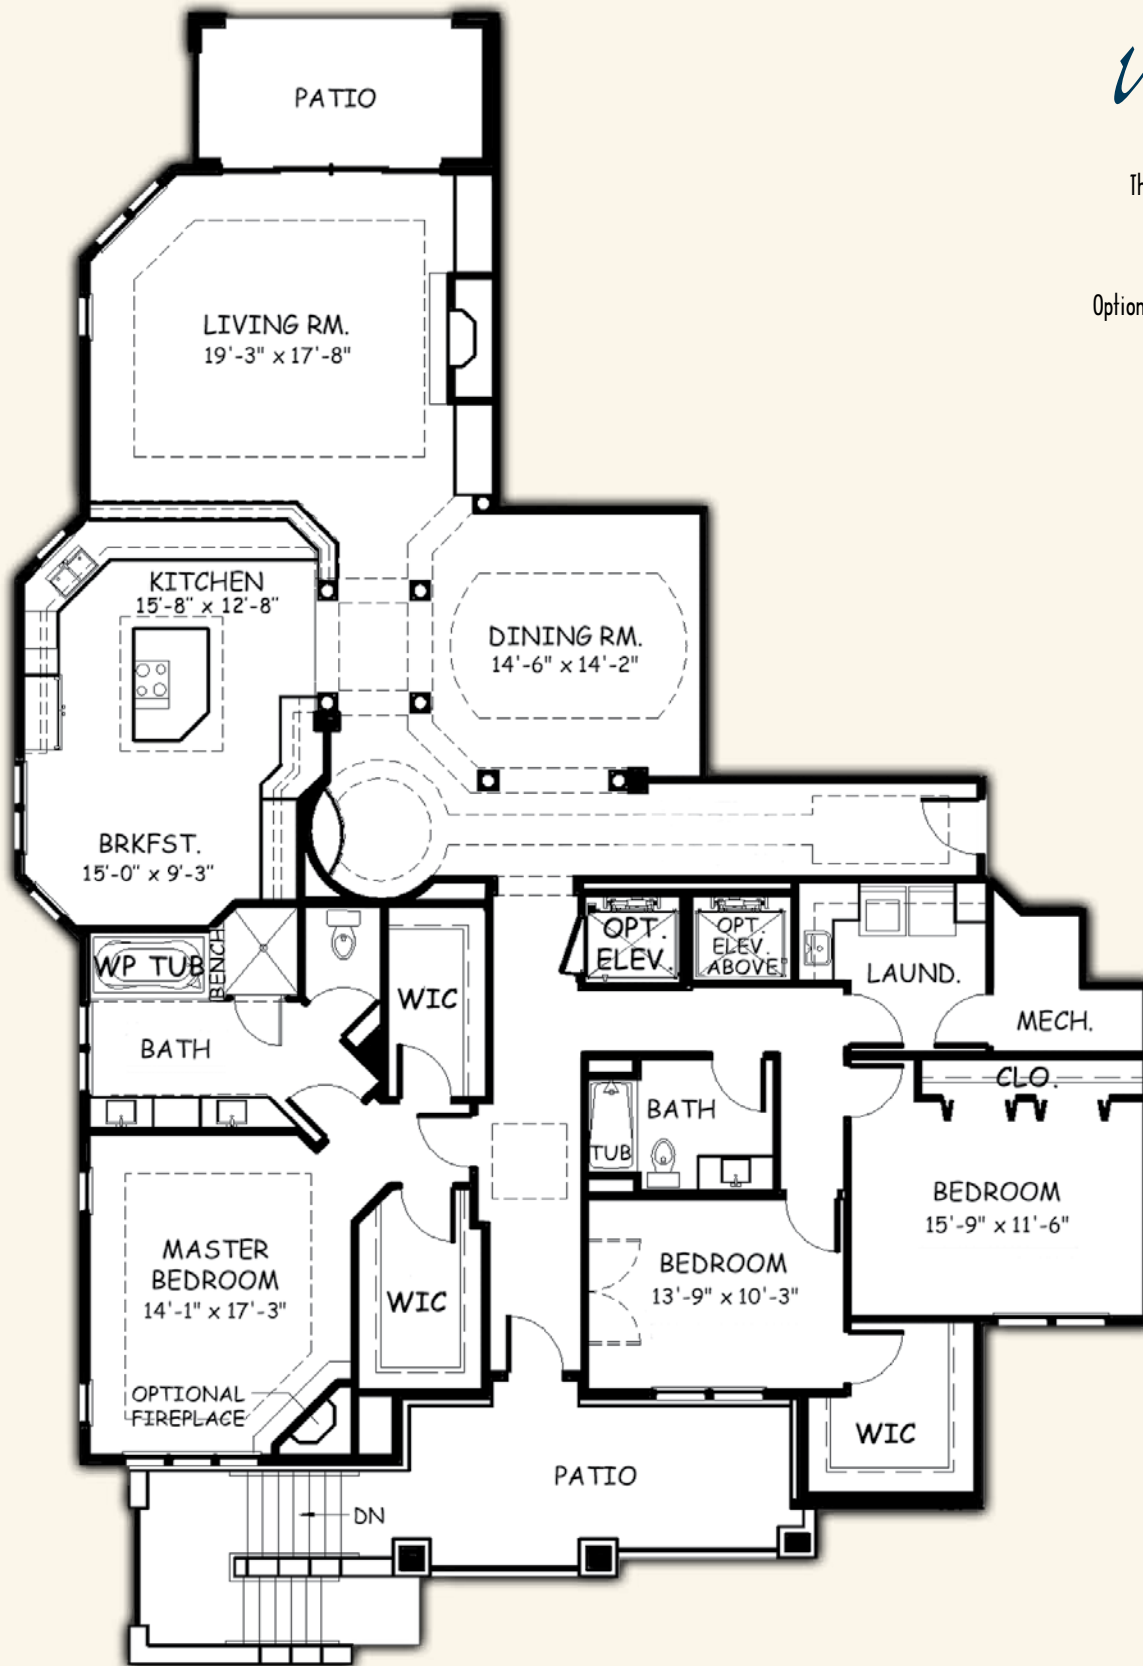 PATIO
Th
Option
LIVING RM.
19'-3" x 17'-8"
KITCHEN
15'-8" x 12'-8"
DINING RM.
14'-6" x 14'-2"
BRKFST.
15'-0" x 9'-3"
OPT.
ELEV.
OPT.
ELEV.
ABOVE
WP TUB
BENCH
WIC
LAUND.
MECH.
BATH
CLO.
BATH
TUB
BEDROOM
15'-9" x 11'-6"
MASTER
BEDROOM
14'-1" x 17'-3"
WIC
BEDROOM
13'-9" x 10'-3"
OPTIONAL
FIREPLACE
WIC
PATIO
DN